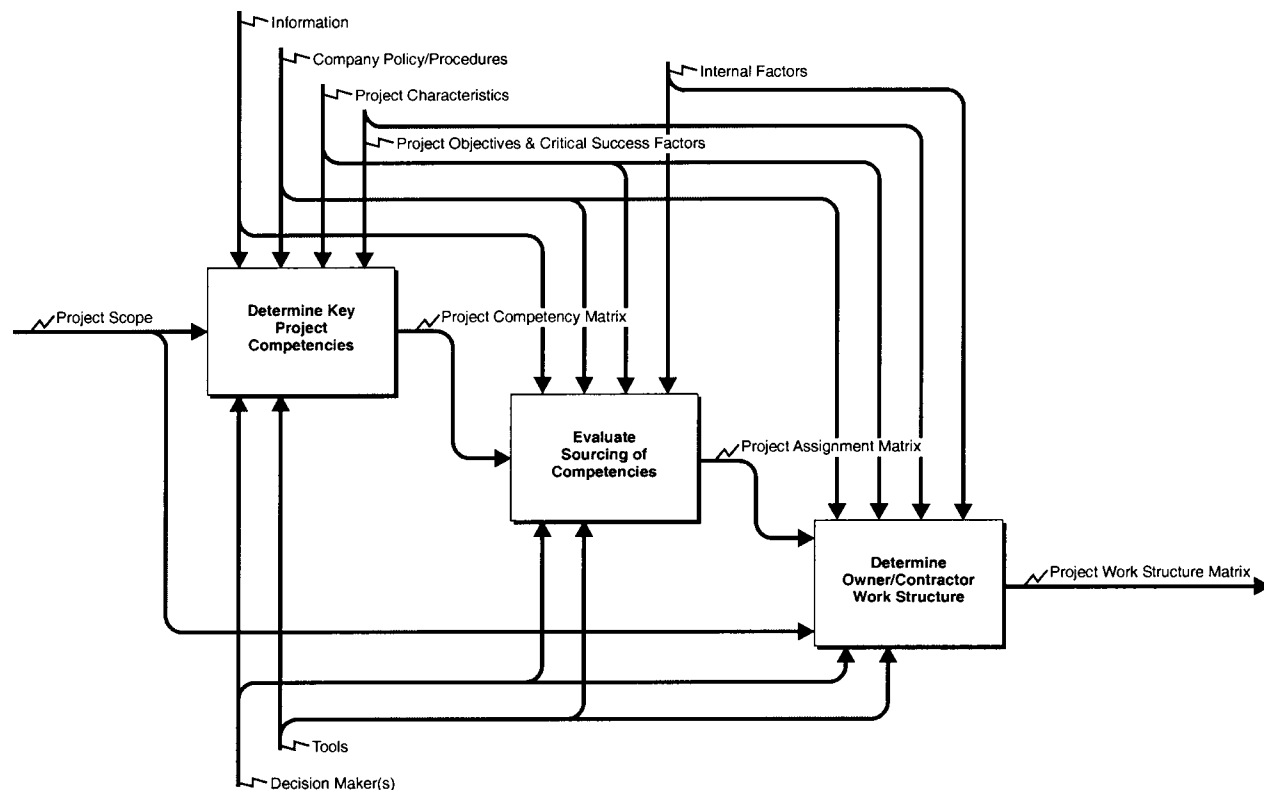 Information
Company Policy/Procedures
Internal Factors
Project Characteristics
Project Objectives & Critical Success Factors
Project Scope
Determine Key
Project
Competencies
Project Competency Matrix
Evaluate
Sourcing of
Competencies
Project Assignment Matrix
Determine
Owner/Contractor
Work Structure
Project Work Structure Matrix
Tools
Decision Maker(s)